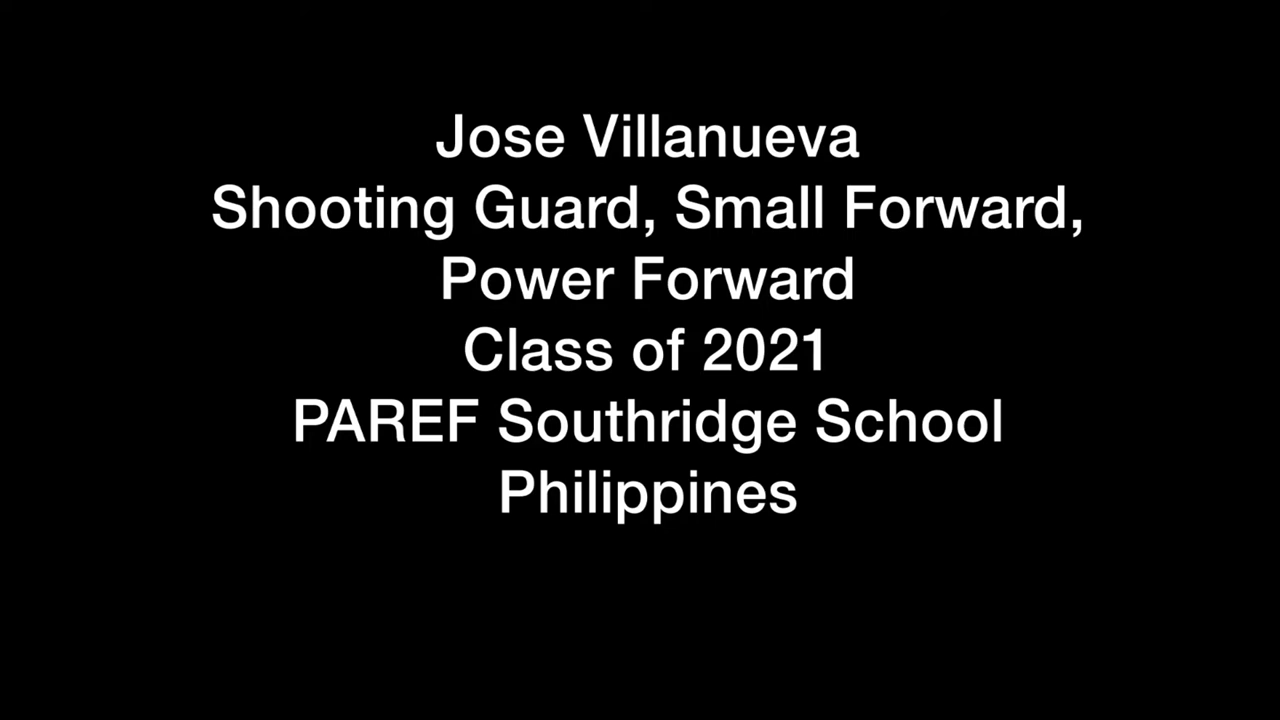 Jose Villanueva
Shooting Guard, Small Forward,
Power Forward
Class of 2021
PAREF Southridge School
Philippines